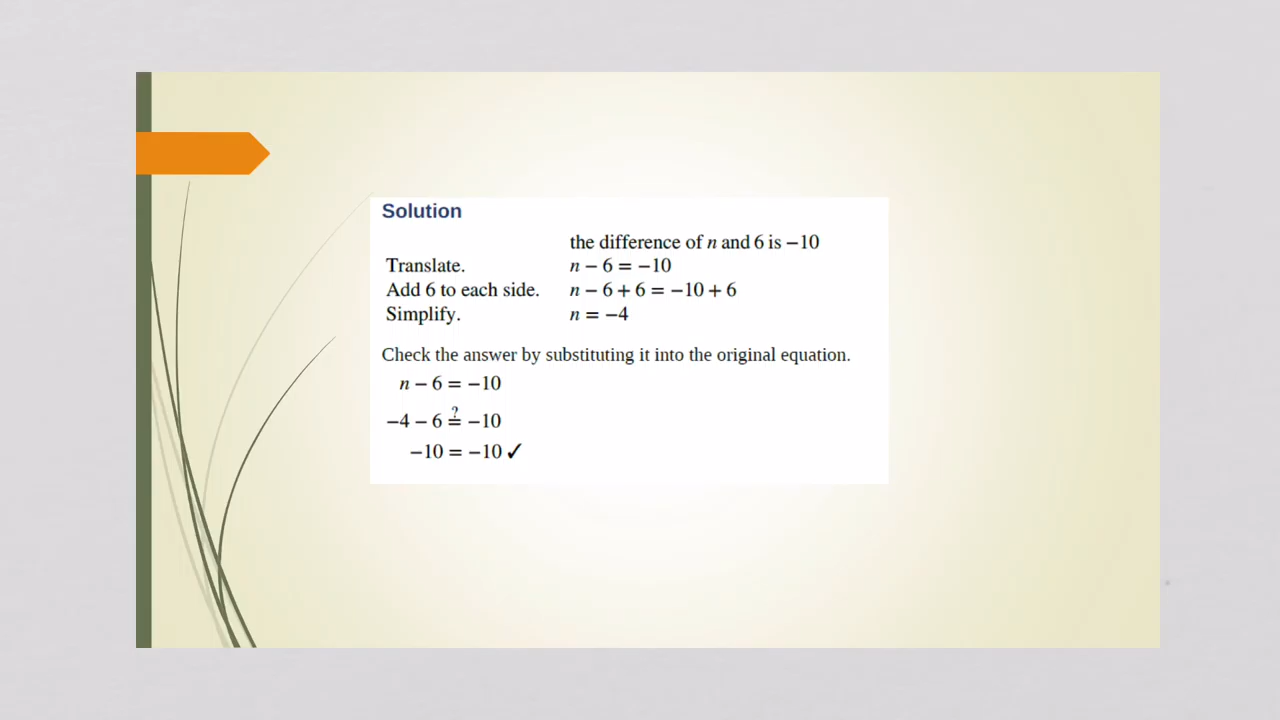 Solution
the difference of n and 6 is −10
Translate. n − 6 = −10
Add 6 to each side. n − 6 + 6 = −10 + 6
Simplify. n = −4
Check the answer by substituting it into the original equation.
n − 6 = −10
−4 − 6 ≟ −10
−10 = −10 ✓